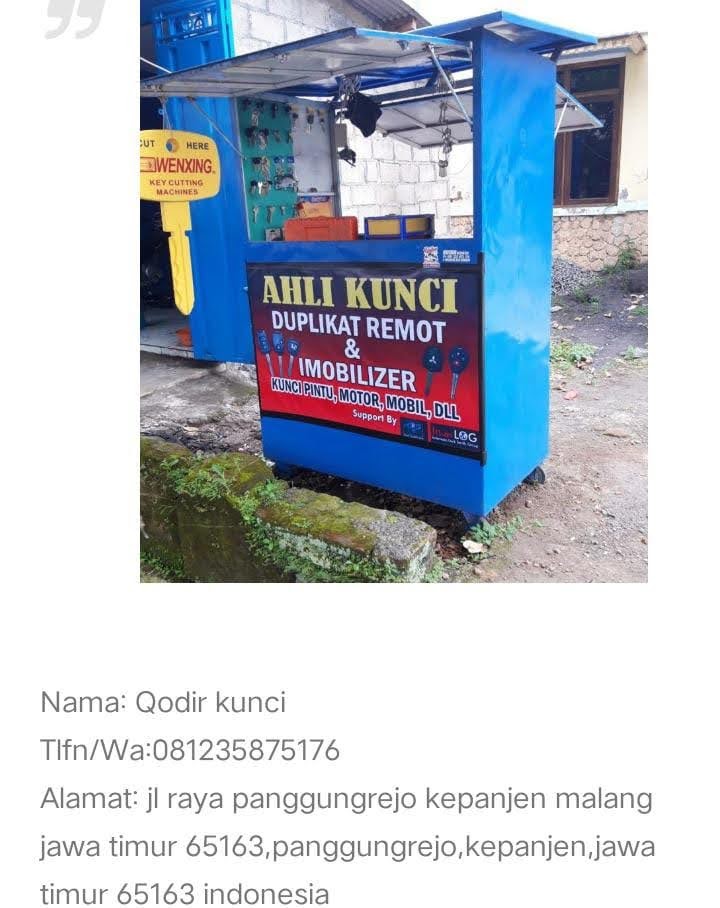 CUT HERE
WENXING
KEY CUTTING
MACHINES
AHLI KUNCI
DUPLIKAT REMOT
&
IMOBILIZER
KUNCI PINTU, MOTOR, MOBIL, DLL
Support By
Nama: Qodir kunci
Tlfn/Wa:081235875176
Alamat: jl raya panggungrejo kepanjen malang
jawa timur 65163,panggungrejo,kepanjen,jawa
timur 65163 indonesia